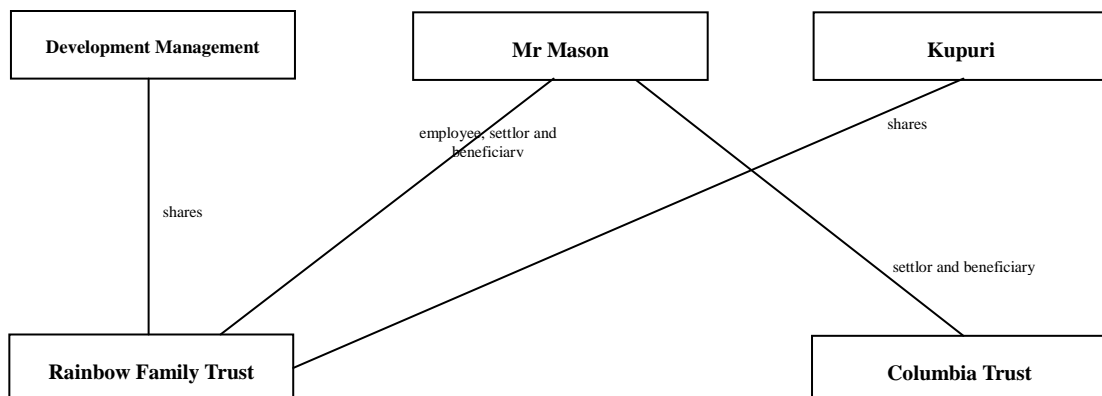 Development Management
Mr Mason
Kupuri
employee, settlor and
beneficiary
shares
shares
settlor and beneficiary
Rainbow Family Trust
Columbia Trust